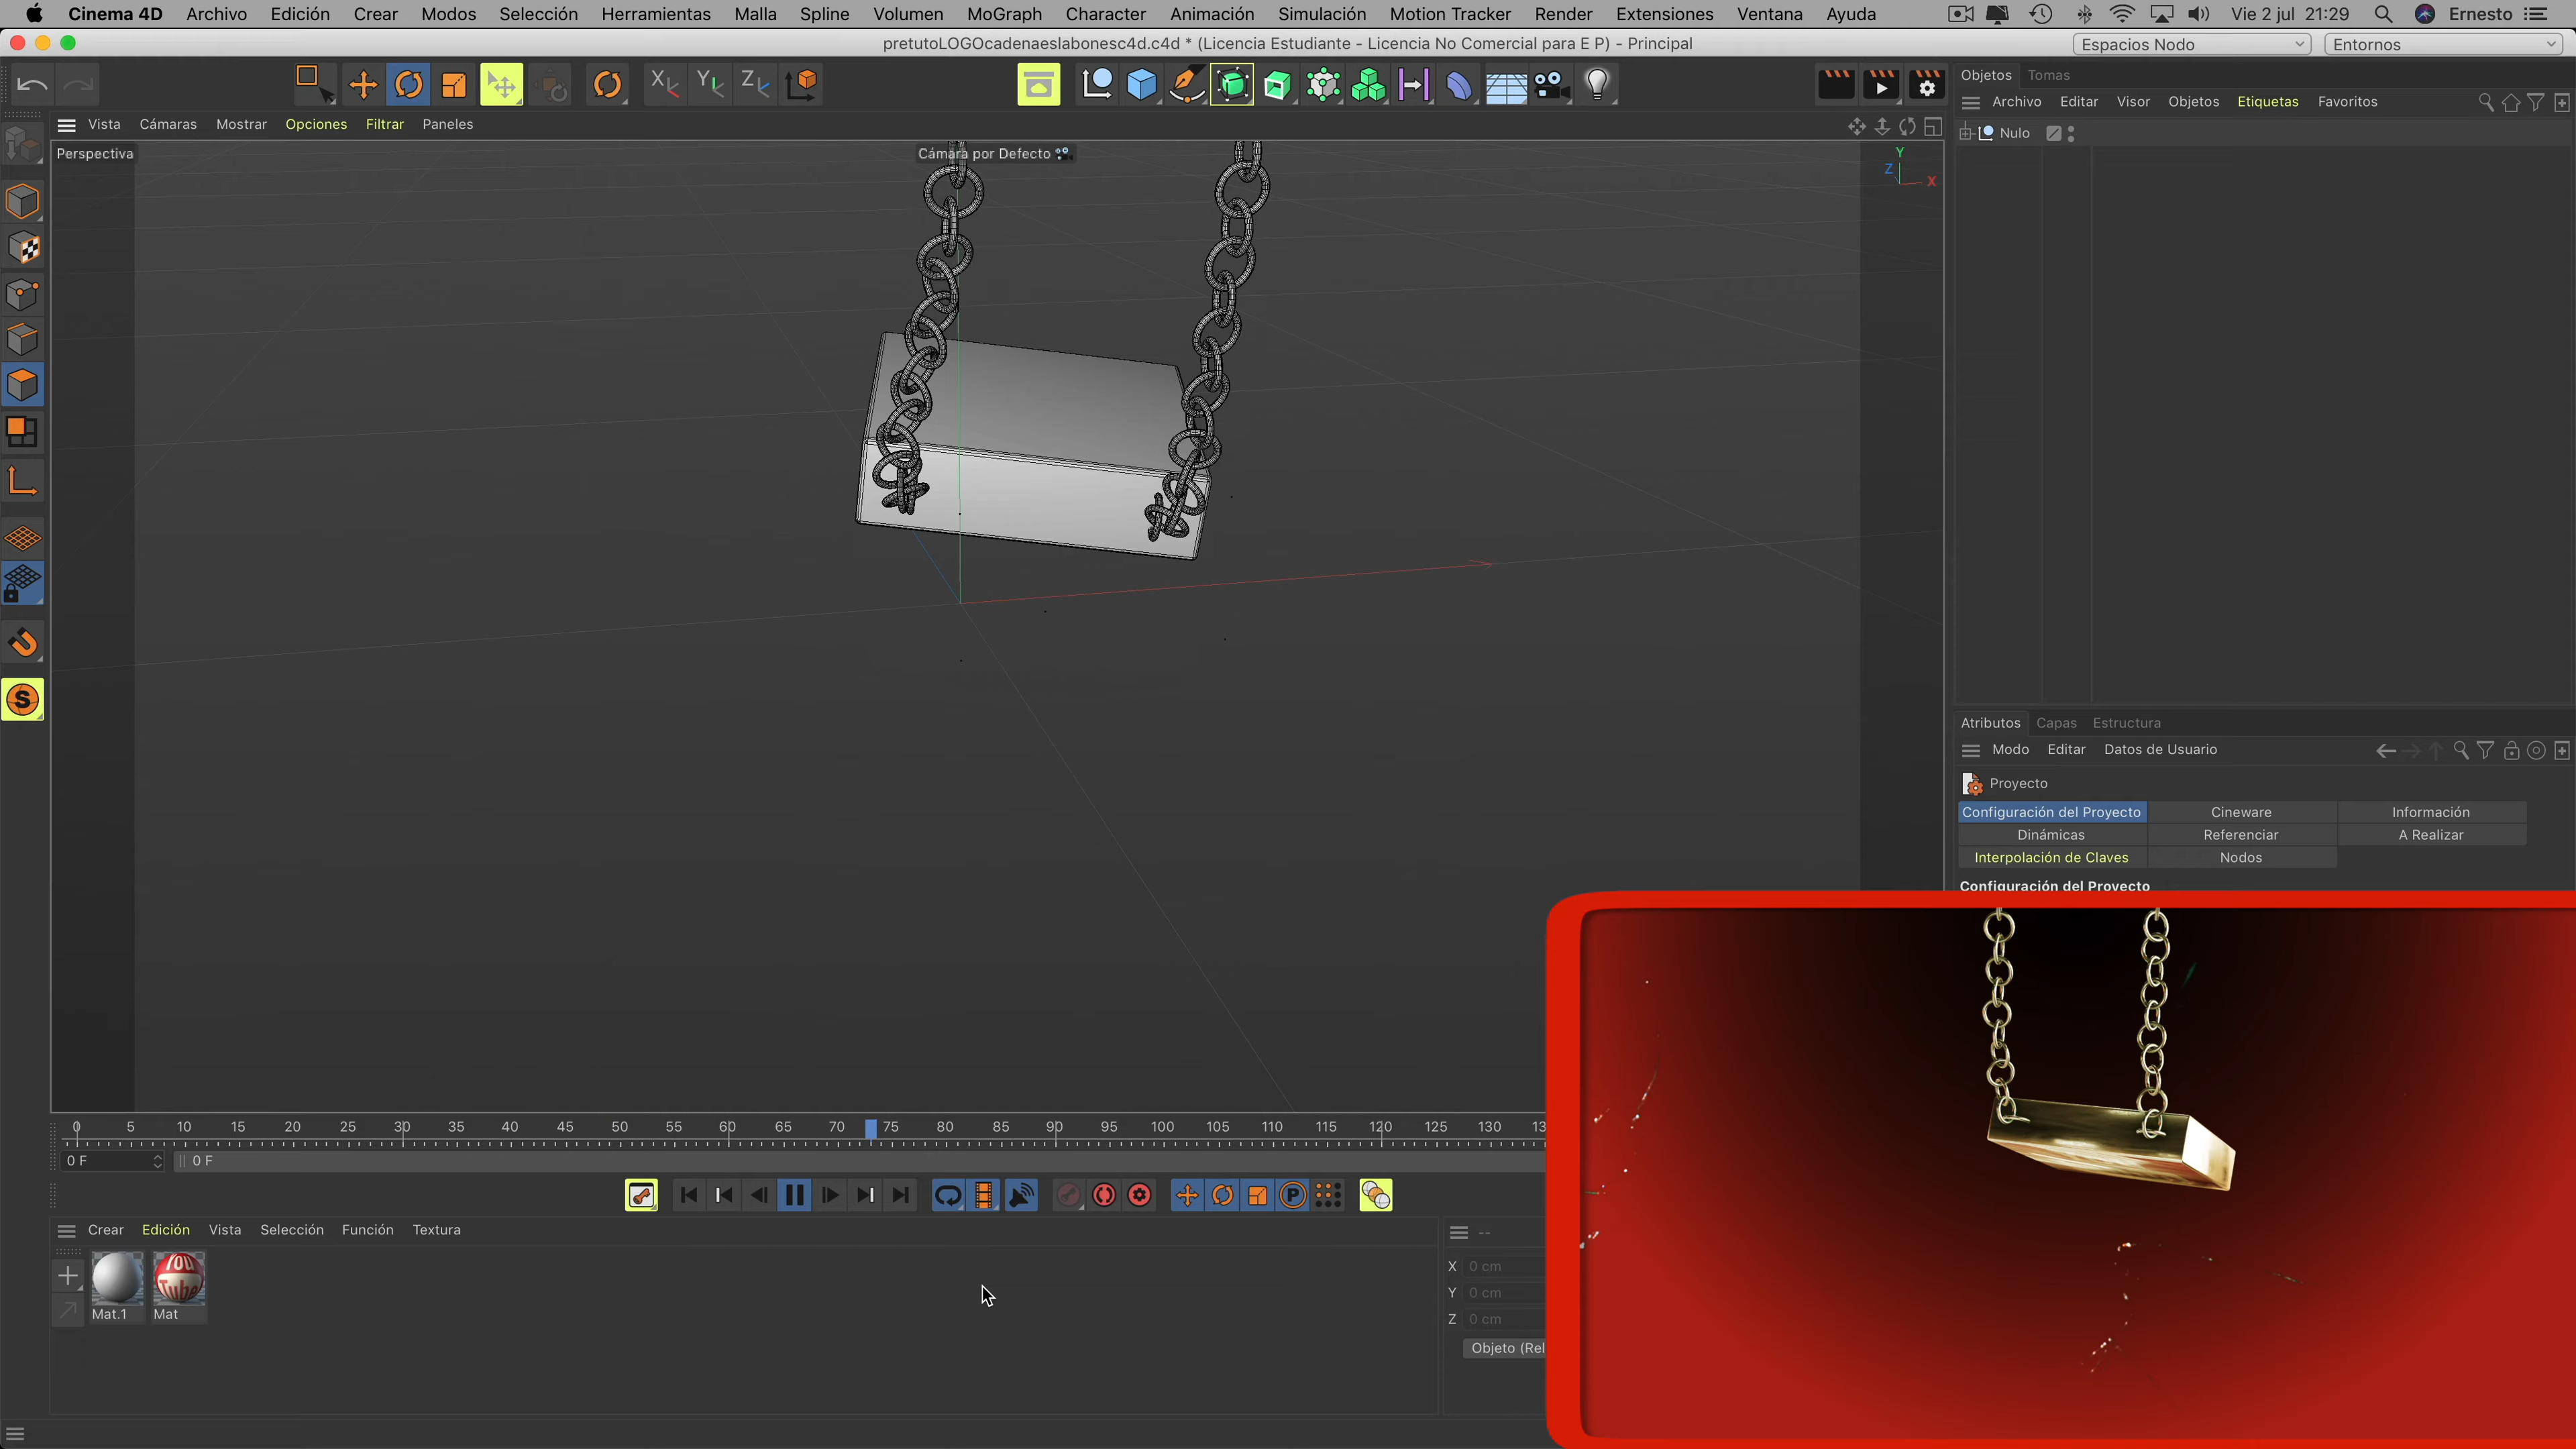 Cinema 4D Archivo Edición Crear Modos Selección Herramientas Malla Spline Volumen MoGraph Character Animación Simulación Motion Tracker Render Extensiones Ventana Ayuda Vie 2 jul 21:29 Ernesto
pretutoLOGOcadenaeslabonesc4d.c4d * (Licencia Estudiante - Licencia No Comercial para E P) - Principal Espacios Nodo Entornos
X Y Z
Objetos Tomas
Archivo Editar Visor Objetos Etiquetas Favoritos
Vista Cámaras Mostrar Opciones Filtrar Paneles
Nulo
Perspectiva Cámara por Defecto
Y
Z X
S
Atributos Capas Estructura
Modo Editar Datos de Usuario
Proyecto
Configuración del Proyecto Cineware Información
Dinámicas Referenciar A Realizar
Interpolación de Claves Nodos
Configuración del Proyecto
0 5 10 15 20 25 30 35 40 45 50 55 60 65 70 75 80 85 90 95 100 105 110 115 120 125 130 13
0 F 0 F
P
Crear Edición Vista Selección Función Textura --
You
Tube
Mat.1 Mat
X 0 cm
Y 0 cm
Z 0 cm
Objeto (Rel